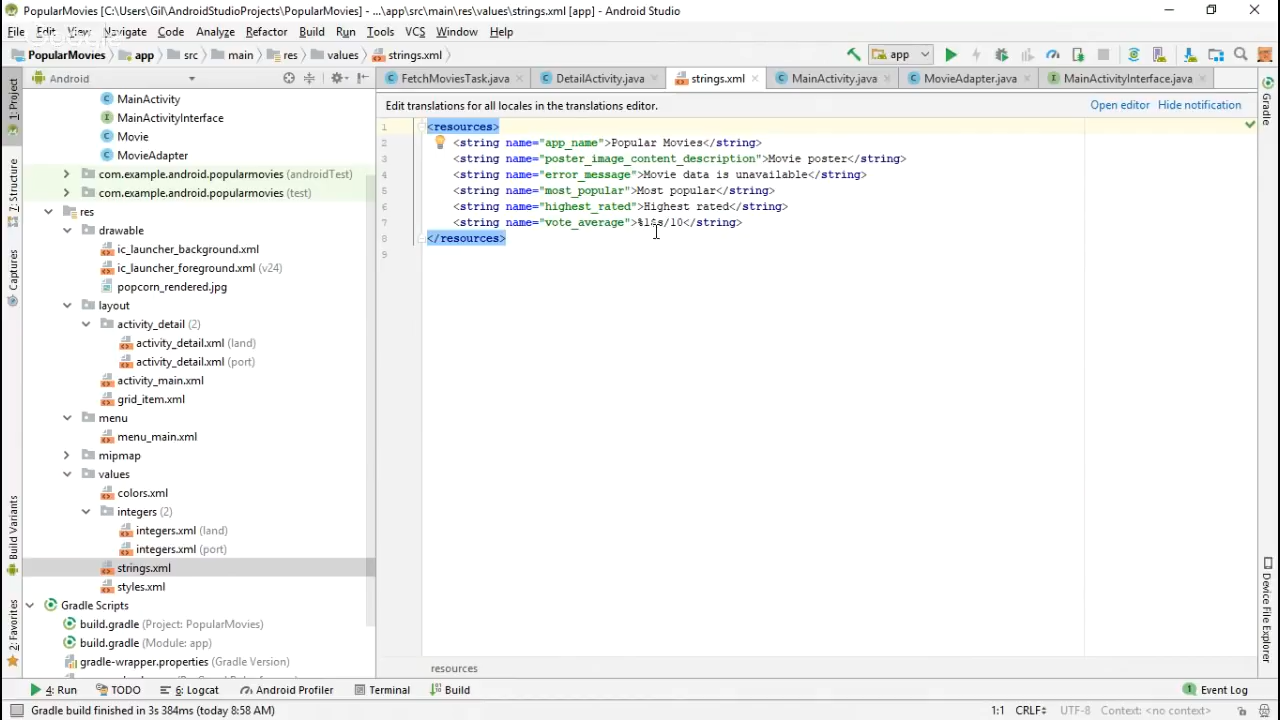 PopularMovies [C:\Users\Gil\AndroidStudioProjects\PopularMovies] - ...\app\src\main\res\values\strings.xml [app] - Android Studio
File Edit View Navigate Code Analyze Refactor Build Run Tools VCS Window Help
PopularMovies app src main res values strings.xml app
Android
FetchMoviesTask.java DetailActivity.java strings.xml MainActivity.java MovieAdapter.java MainActivityInterface.java
Edit translations for all locales in the translations editor. Open editor Hide notification
1 <resources>
2 <string name="app_name">Popular Movies</string>
3 <string name="poster_image_content_description">Movie poster</string>
4 <string name="error_message">Movie data is unavailable</string>
5 <string name="most_popular">Most popular</string>
6 <string name="highest_rated">Highest rated</string>
7 <string name="vote_average">%1$s/10</string>
8 </resources>
9
MainActivity
MainActivityInterface
Movie
MovieAdapter
com.example.android.popularmovies (androidTest)
com.example.android.popularmovies (test)
res
drawable
ic_launcher_background.xml
ic_launcher_foreground.xml (v24)
popcorn_rendered.jpg
layout
activity_detail (2)
activity_detail.xml (land)
activity_detail.xml (port)
activity_main.xml
grid_item.xml
menu
menu_main.xml
mipmap
values
colors.xml
integers (2)
integers.xml (land)
integers.xml (port)
strings.xml
styles.xml
Gradle Scripts
build.gradle (Project: PopularMovies)
build.gradle (Module: app)
gradle-wrapper.properties (Gradle Version)
1: Project
7: Structure
Captures
Build Variants
2: Favorites
Gradle
Device File Explorer
resources
4: Run TODO 6: Logcat Android Profiler Terminal Build 1 Event Log
Gradle build finished in 3s 384ms (today 8:58 AM) 1:1 CRLF UTF-8 Context: <no context>